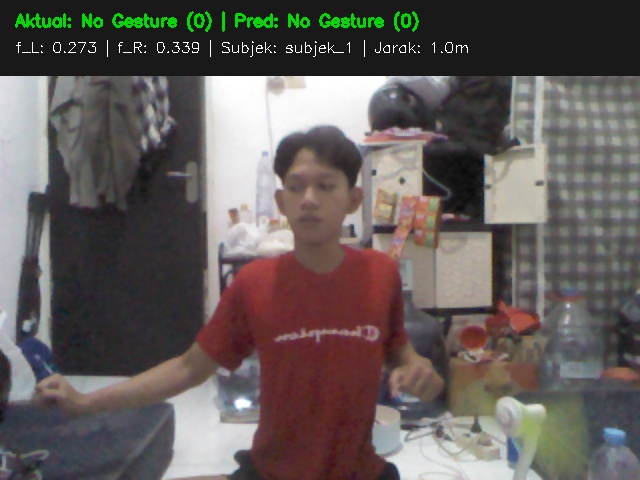 Aktual: No Gesture (0) | Pred: No Gesture (0)
f_L: 0.273 | f_R: 0.339 | Subjek: subjek_1 | Jarak: 1.0m
Champion